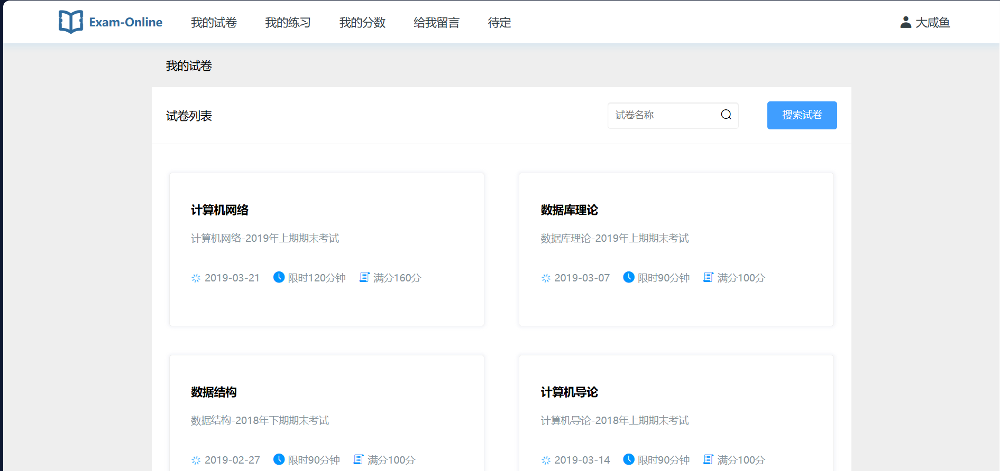 Exam-Online 我的试卷 我的练习 我的分数 给我留言 待定 大咸鱼
我的试卷
试卷列表 试卷名称 搜索试卷
计算机网络
计算机网络-2019年上期期末考试
2019-03-21 限时120分钟 满分160分
数据库理论
数据库理论-2019年上期期末考试
2019-03-07 限时90分钟 满分100分
数据结构
数据结构-2018年下期期末考试
2019-02-27 限时90分钟 满分100分
计算机导论
计算机导论-2018年上期期末考试
2019-03-14 限时90分钟 满分100分